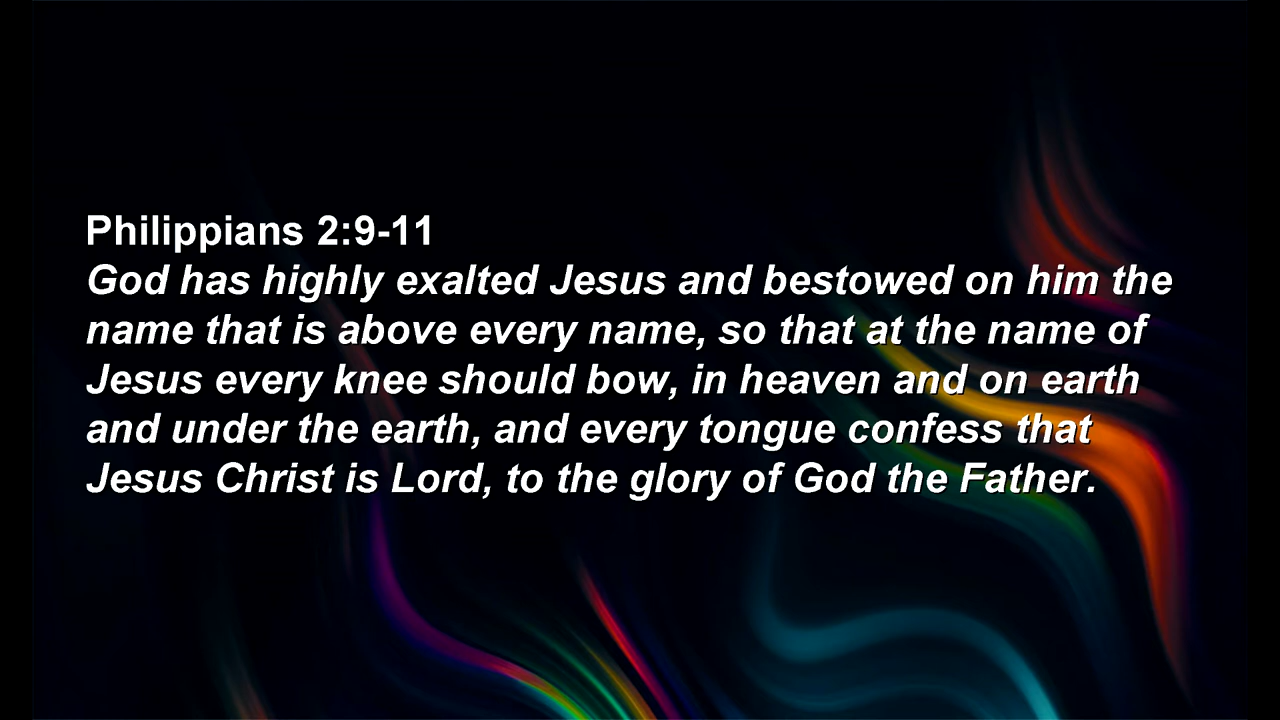 Philippians 2:9-11
God has highly exalted Jesus and bestowed on him the
name that is above every name, so that at the name of
Jesus every knee should bow, in heaven and on earth
and under the earth, and every tongue confess that
Jesus Christ is Lord, to the glory of God the Father.